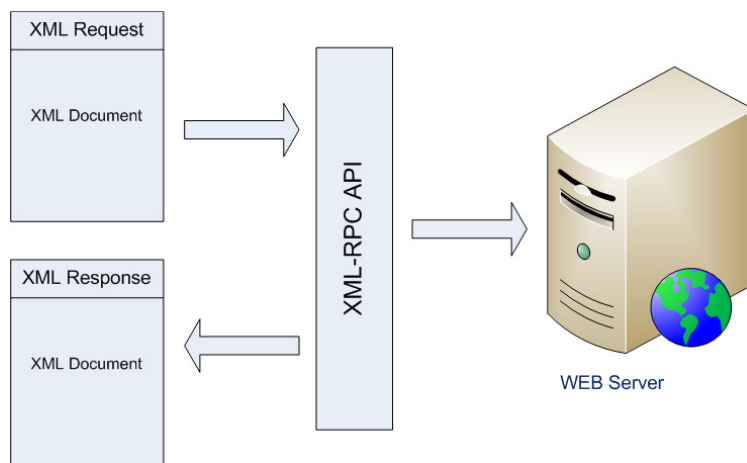 XML Request
XML Document
XML Response
XML Document
XML-RPC API
WEB Server